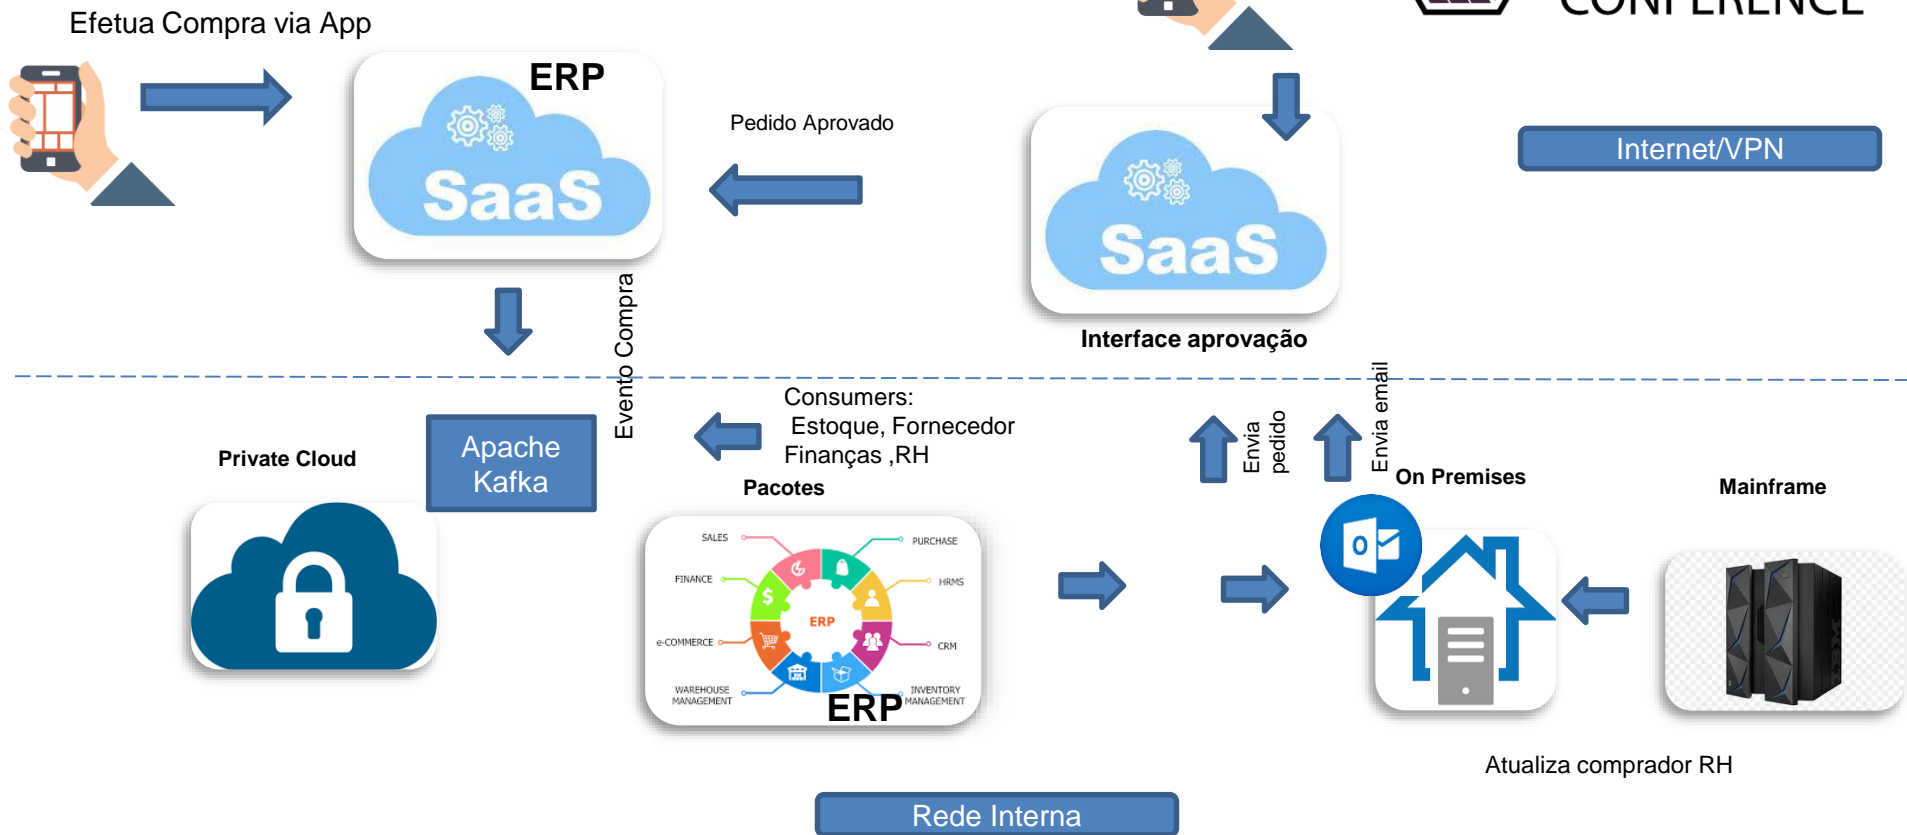 CONFERENCE
Efetua Compra via App
ERP
SaaS
Pedido Aprovado
SaaS
Internet/VPN
Interface aprovação
Evento Compra
Consumers:
Estoque, Fornecedor
Finanças ,RH
Envia
pedido
Envia email
Private Cloud
Apache
Kafka
Pacotes
On Premises
Mainframe
SALES
PURCHASE
FINANCE
HRMS
ERP
e-COMMERCE
CRM
WAREHOUSE
MANAGEMENT
INVENTORY
MANAGEMENT
ERP
o
Atualiza comprador RH
Rede Interna